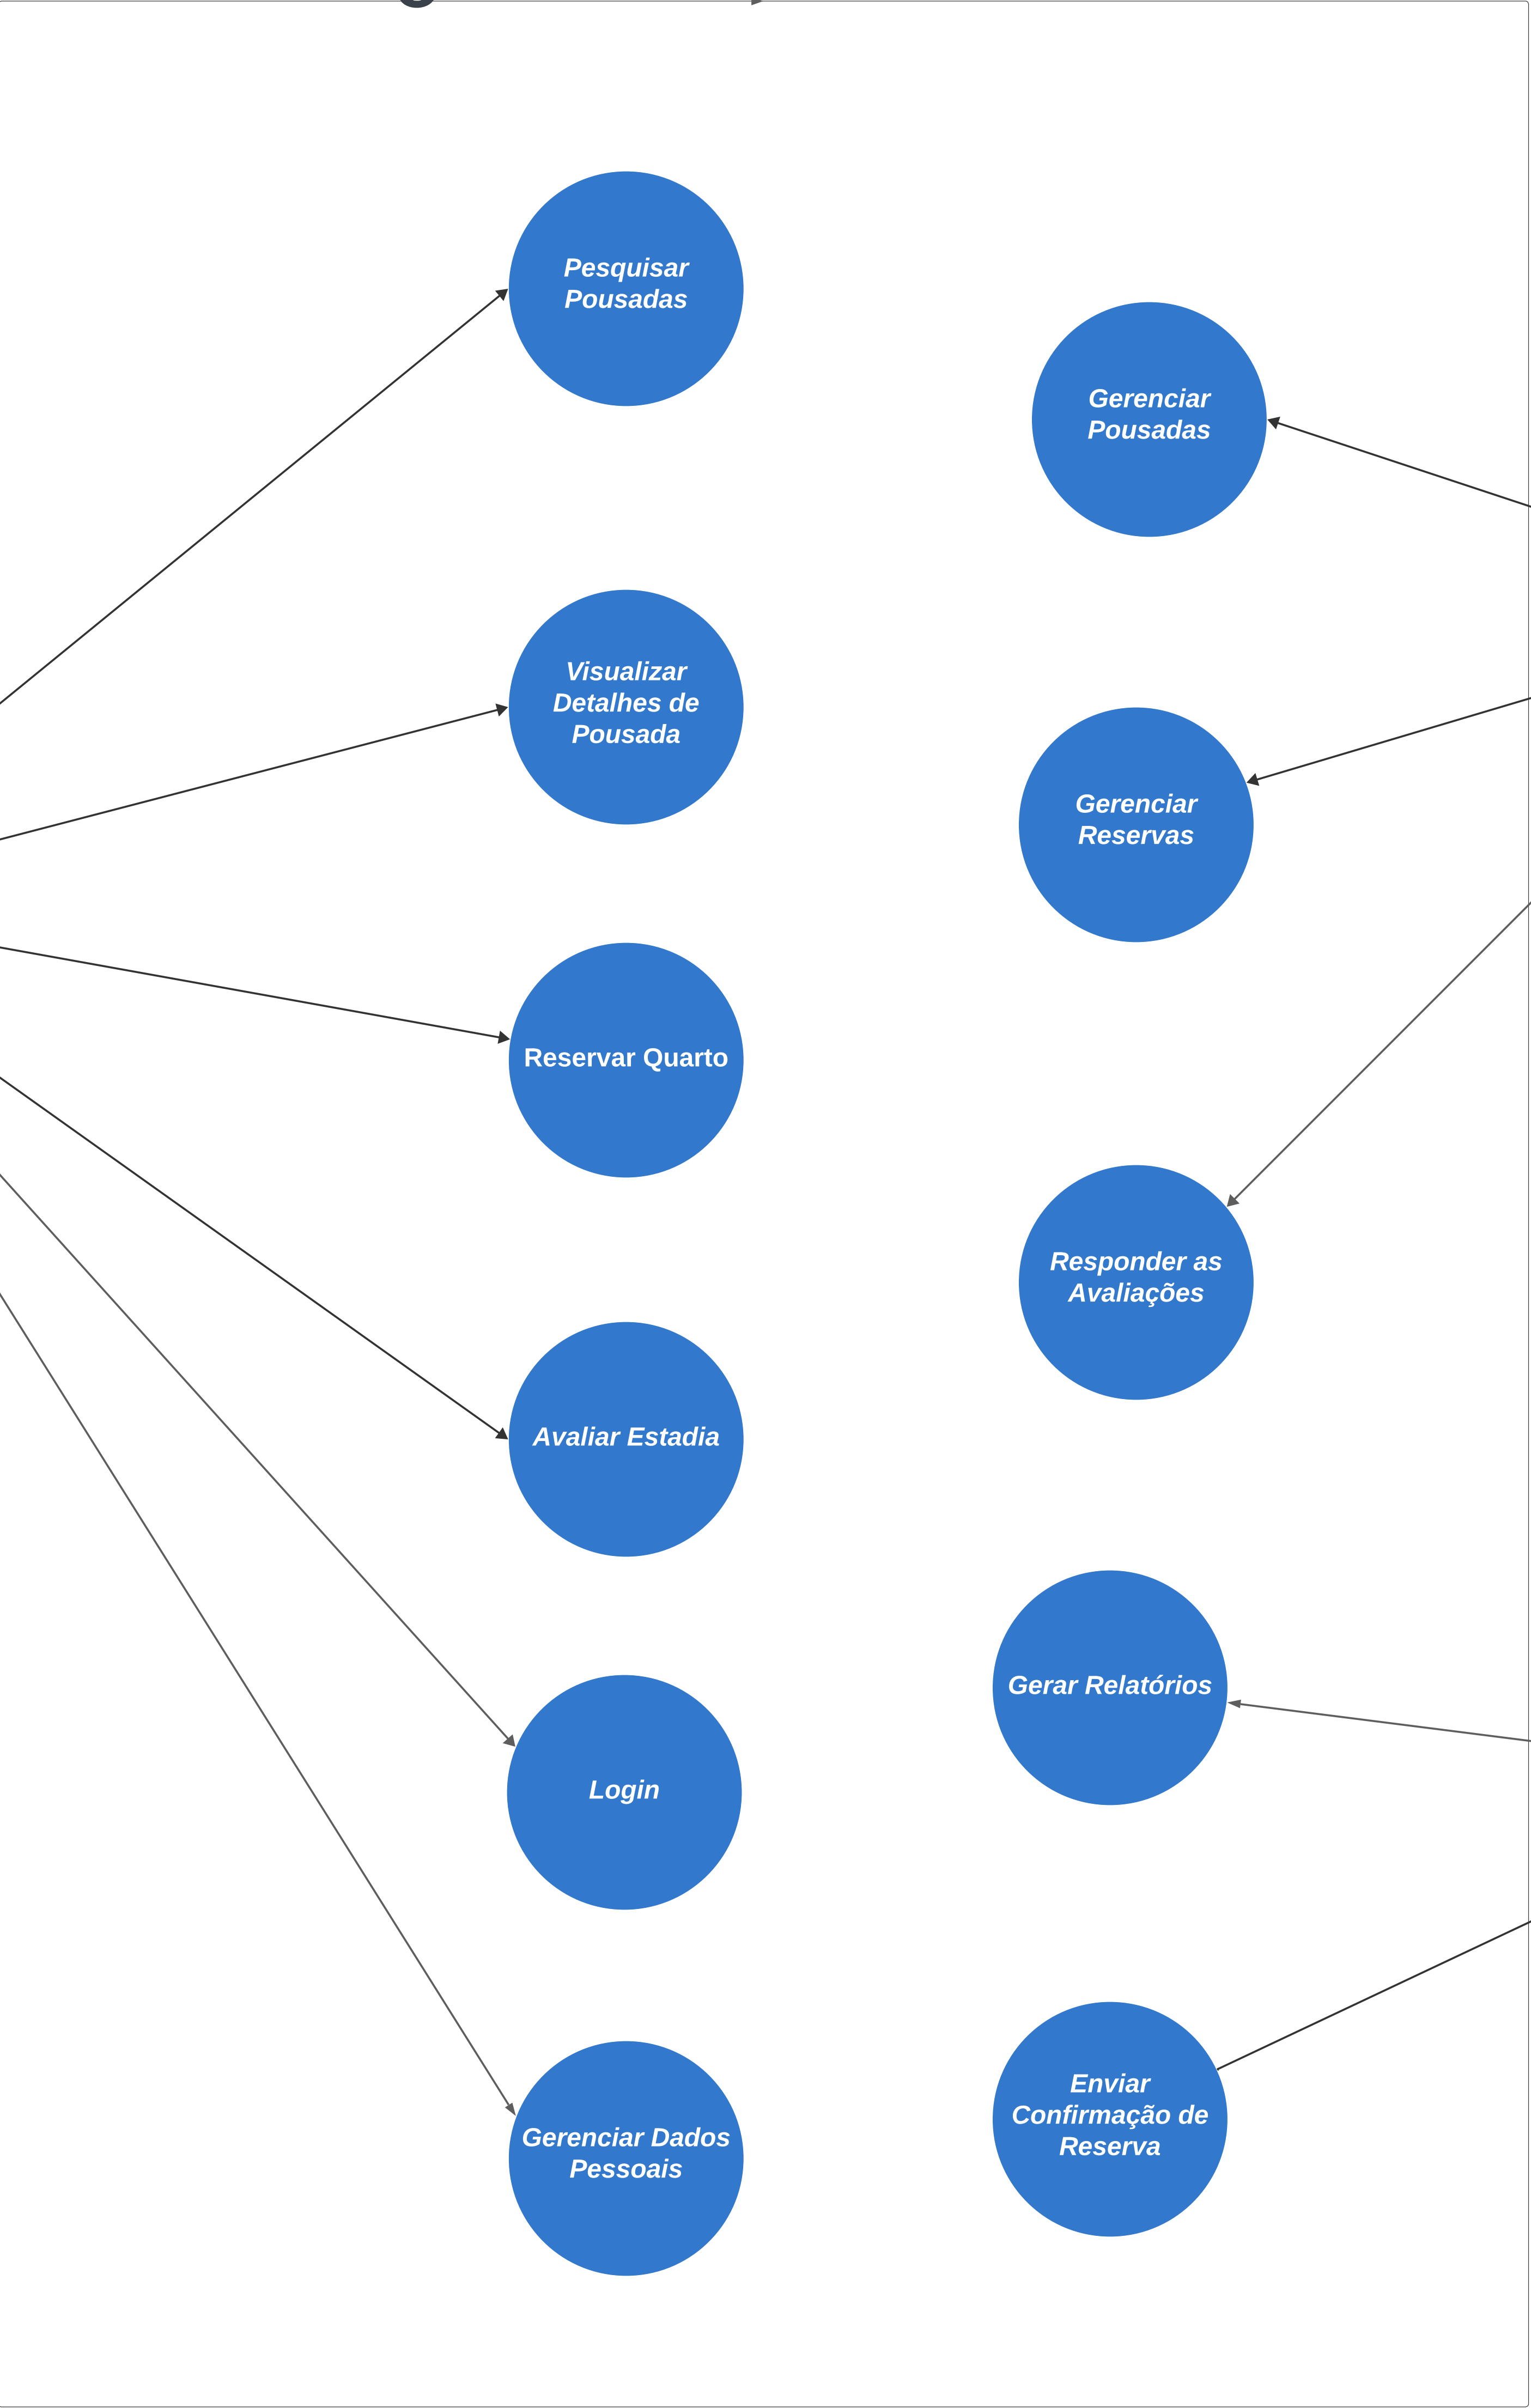 Pesquisar
Pousadas
Visualizar
Detalhes de
Pousada
Reservar Quarto
Avaliar Estadia
Login
Gerenciar Dados
Pessoais
Gerenciar
Pousadas
Gerenciar
Reservas
Responder as
Avaliações
Gerar Relatórios
Enviar
Confirmação de
Reserva